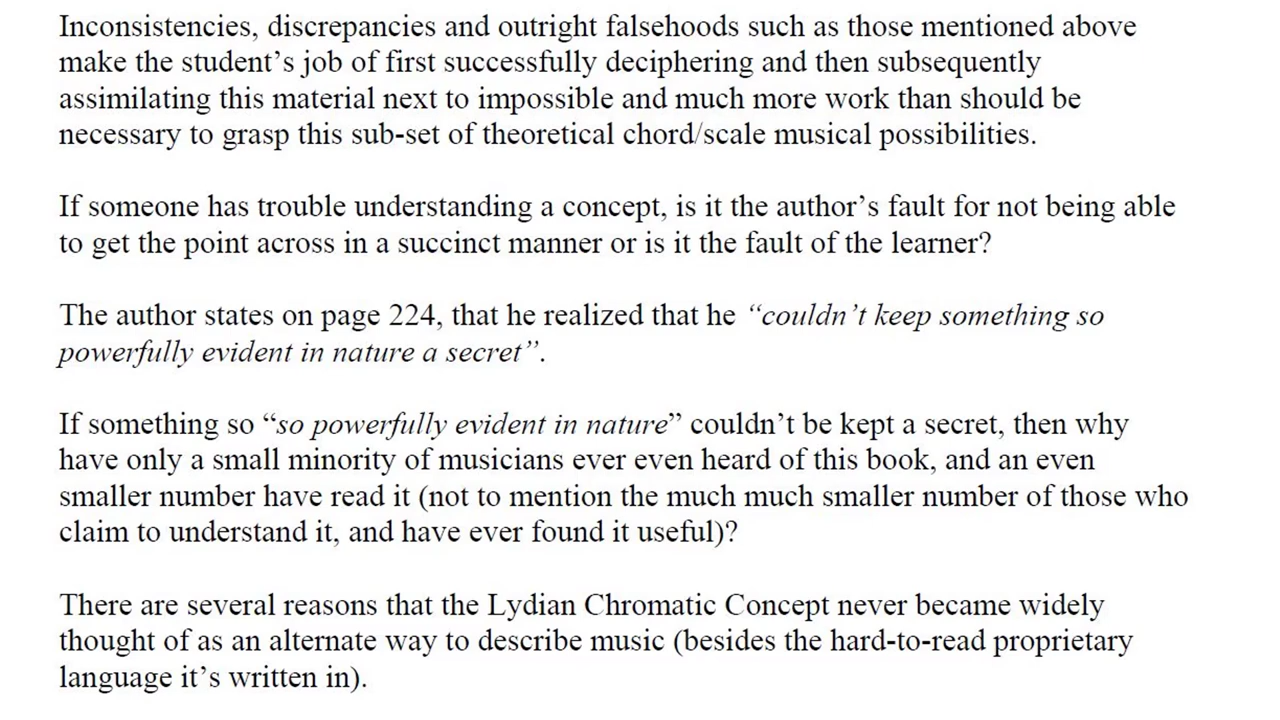 Inconsistencies, discrepancies and outright falsehoods such as those mentioned above
make the student’s job of first successfully deciphering and then subsequently
assimilating this material next to impossible and much more work than should be
necessary to grasp this sub-set of theoretical chord/scale musical possibilities.
If someone has trouble understanding a concept, is it the author’s fault for not being able
to get the point across in a succinct manner or is it the fault of the learner?
The author states on page 224, that he realized that he “couldn’t keep something so
powerfully evident in nature a secret”.
If something so “so powerfully evident in nature” couldn’t be kept a secret, then why
have only a small minority of musicians ever even heard of this book, and an even
smaller number have read it (not to mention the much much smaller number of those who
claim to understand it, and have ever found it useful)?
There are several reasons that the Lydian Chromatic Concept never became widely
thought of as an alternate way to describe music (besides the hard-to-read proprietary
language it’s written in).